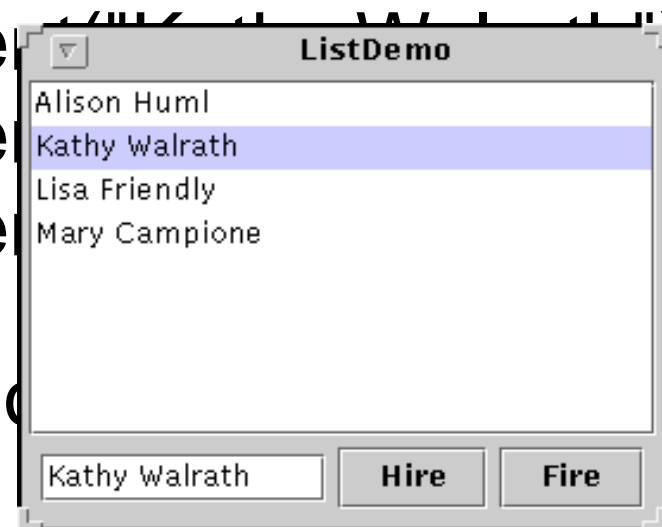 ListDemo
Alison Huml
Kathy Walrath
Lisa Friendly
Mary Campione
Kathy Walrath
Hire
Fire